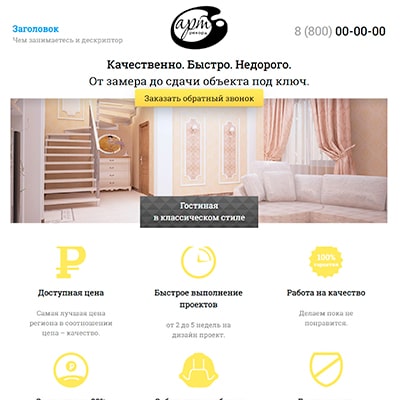 Заголовок
Чем занимаетесь и дескриптор
арт
декор
8 (800) 00-00-00
Качественно. Быстро. Недорого.
От замера до сдачи объекта под ключ.
Заказать обратный звонок
Гостиная
в классическом стиле
100%
гарантия
Доступная цена
Быстрое выполнение
проектов
Работа на качество
Самая лучшая цена
региона в соотношении
цена – качество.
от 2 до 5 недель на
дизайн проект.
Делаем пока не
понравится.